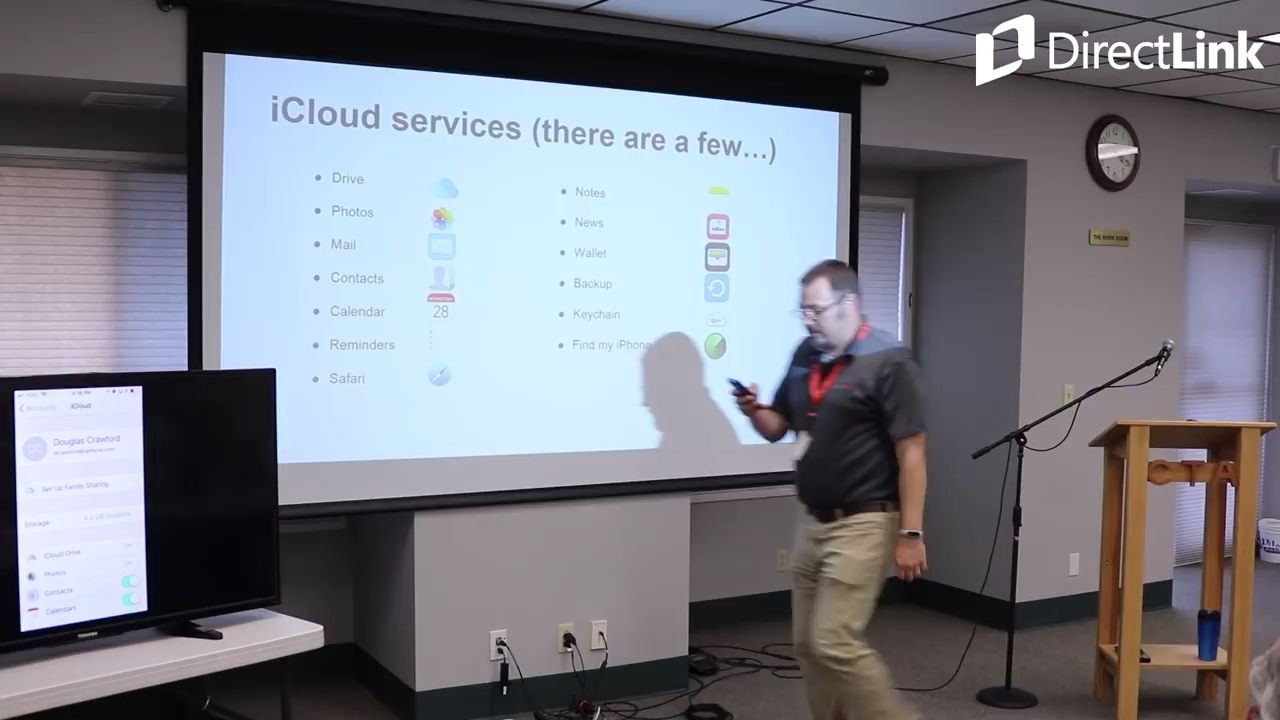 DirectLink
iCloud services (there are a few...)
Drive
Photos
Mail
Contacts
Calendar
28
Reminders
Safari
Notes
News
Wallet
Backup
Keychain
Find my iPhone
iCloud
Douglas Crawford
Set Up Family Sharing
Storage
iCloud Drive
Photos
Contacts
Calendars
TOSHIBA